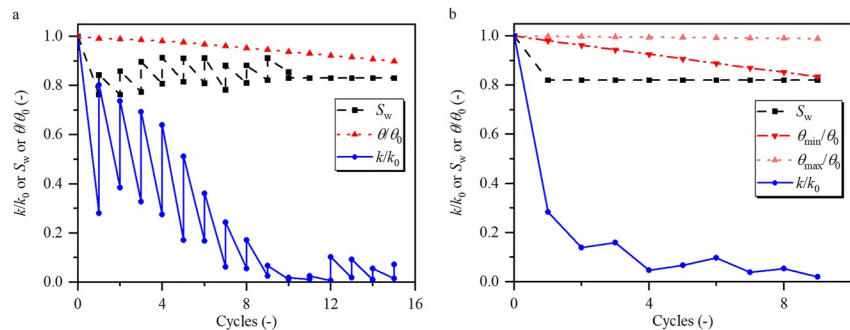 a
k/k₀ or Sw or θ/θ₀ (-)
1.0
0.8
0.6
0.4
0.2
0.0
Sw
θ/θ₀
k/k₀
0 4 8 12 16
Cycles (-)
b
k/k₀ or Sw or θ/θ₀ (-)
1.0
0.8
0.6
0.4
0.2
0.0
Sw
θmin/θ₀
θmax/θ₀
k/k₀
0 4 8
Cycles (-)